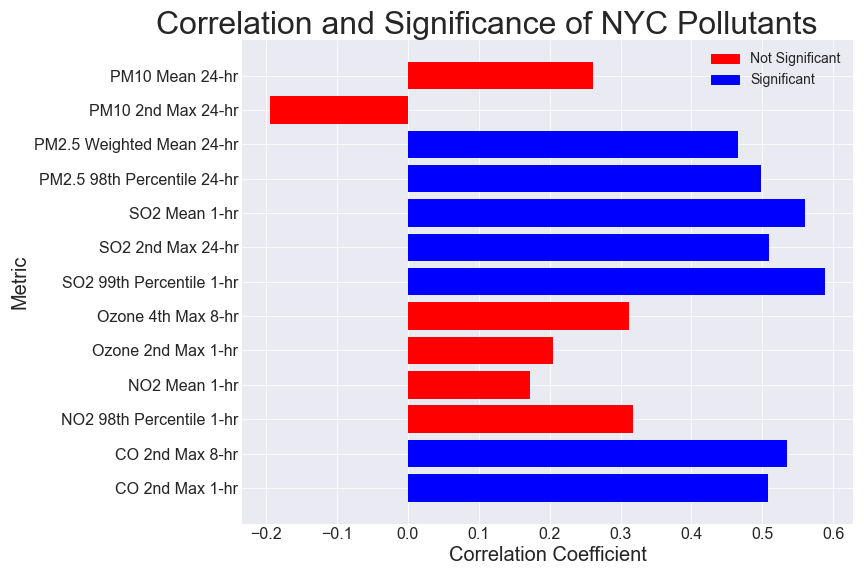 Correlation and Significance of NYC Pollutants
Not Significant
Significant
PM10 Mean 24-hr
PM10 2nd Max 24-hr
PM2.5 Weighted Mean 24-hr
PM2.5 98th Percentile 24-hr
SO2 Mean 1-hr
SO2 2nd Max 24-hr
SO2 99th Percentile 1-hr
Ozone 4th Max 8-hr
Ozone 2nd Max 1-hr
NO2 Mean 1-hr
NO2 98th Percentile 1-hr
CO 2nd Max 8-hr
CO 2nd Max 1-hr
Metric
−0.2 −0.1 0.0 0.1 0.2 0.3 0.4 0.5 0.6
Correlation Coefficient